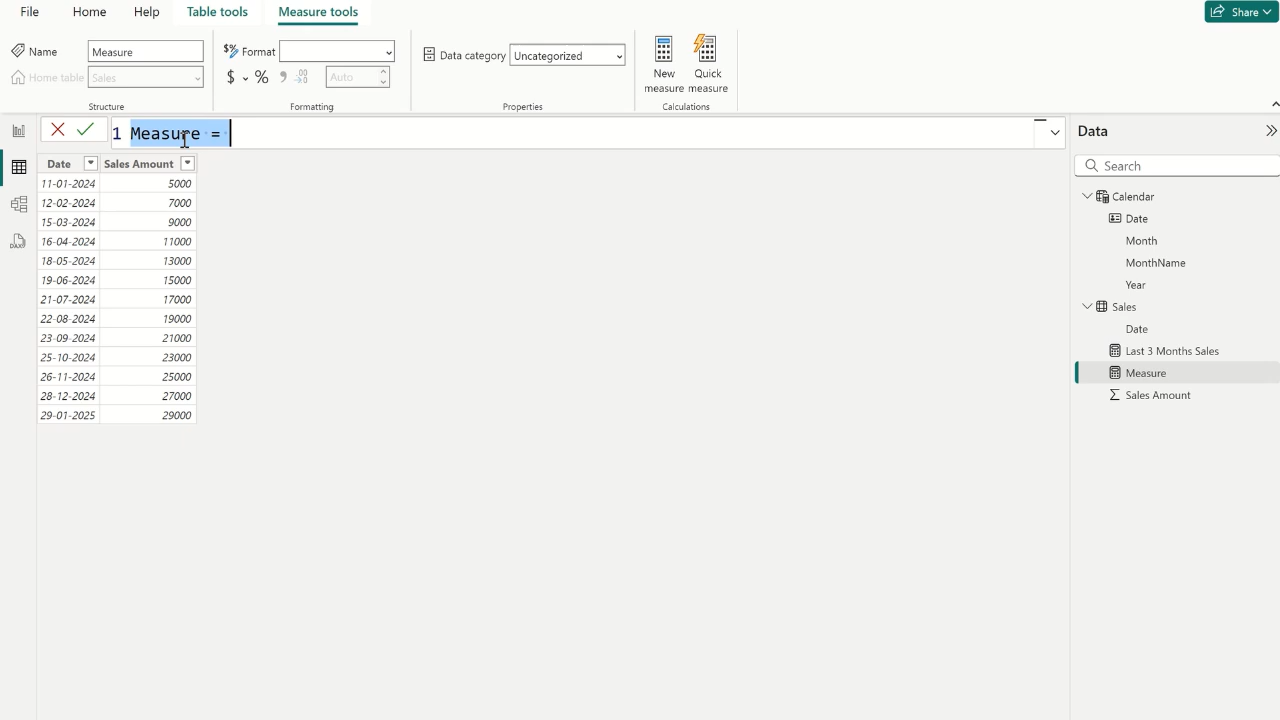 File Home Help Table tools Measure tools Share
Name Measure
Home table Sales
Structure
$% Format
$ % , .00 Auto
Formatting
Data category Uncategorized
Properties
New measure
Quick measure
Calculations
1 Measure =
Date Sales Amount
11-01-2024 5000
12-02-2024 7000
15-03-2024 9000
16-04-2024 11000
18-05-2024 13000
19-06-2024 15000
21-07-2024 17000
22-08-2024 19000
23-09-2024 21000
25-10-2024 23000
26-11-2024 25000
28-12-2024 27000
29-01-2025 29000
Data
Search
Calendar
Date
Month
MonthName
Year
Sales
Date
Last 3 Months Sales
Measure
Σ Sales Amount